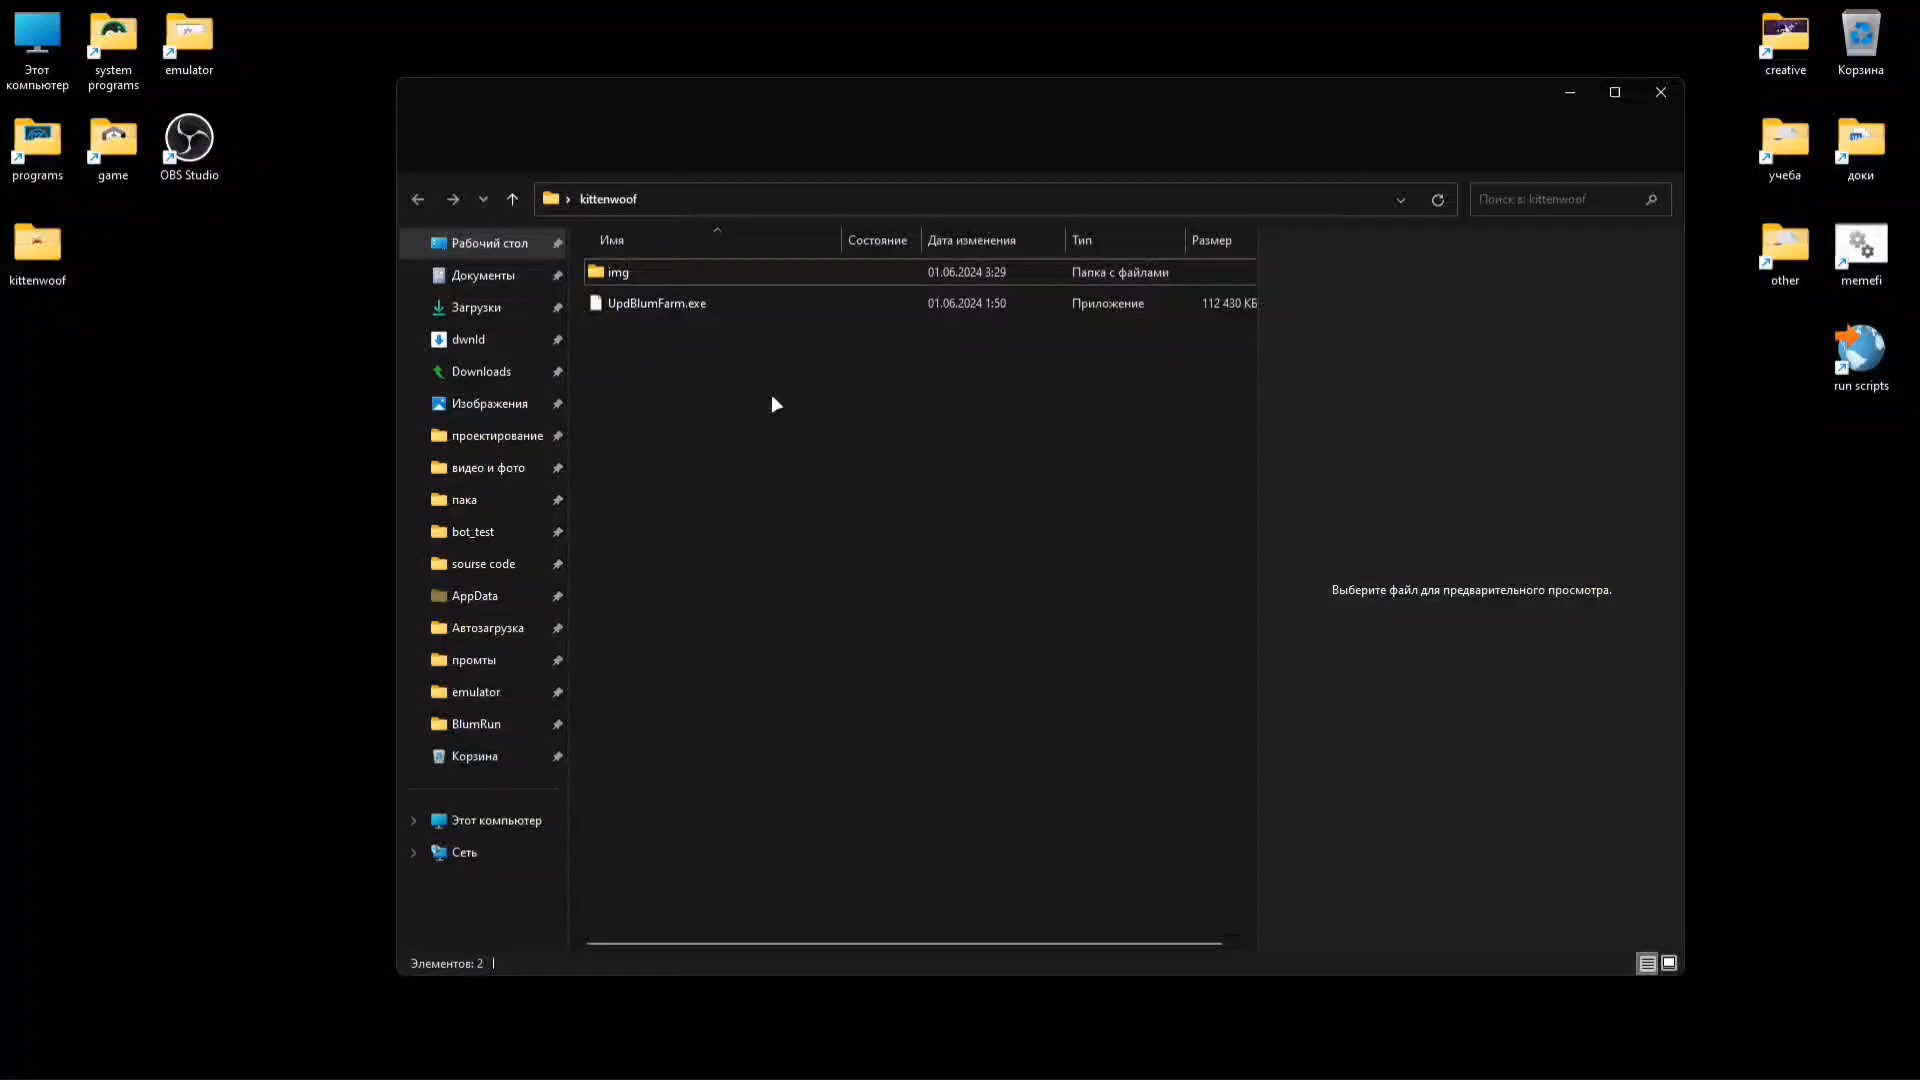 Этот
компьютер
system
programs
emulator
programs
game
OBS Studio
kittenwoof
creative
Корзина
учеба
доки
other
memefi
run scripts
kittenwoof
Поиск в: kittenwoof
Имя
Состояние
Дата изменения
Тип
Размер
img
01.06.2024 3:29
Папка с файлами
UpdBlumFarm.exe
01.06.2024 1:50
Приложение
112 430 КБ
Рабочий стол
Документы
Загрузки
dwnld
Downloads
Изображения
проектирование
видео и фото
пака
bot_test
sourse code
AppData
Автозагрузка
промты
emulator
BlumRun
Корзина
Этот компьютер
Сеть
Выберите файл для предварительного просмотра.
Элементов: 2